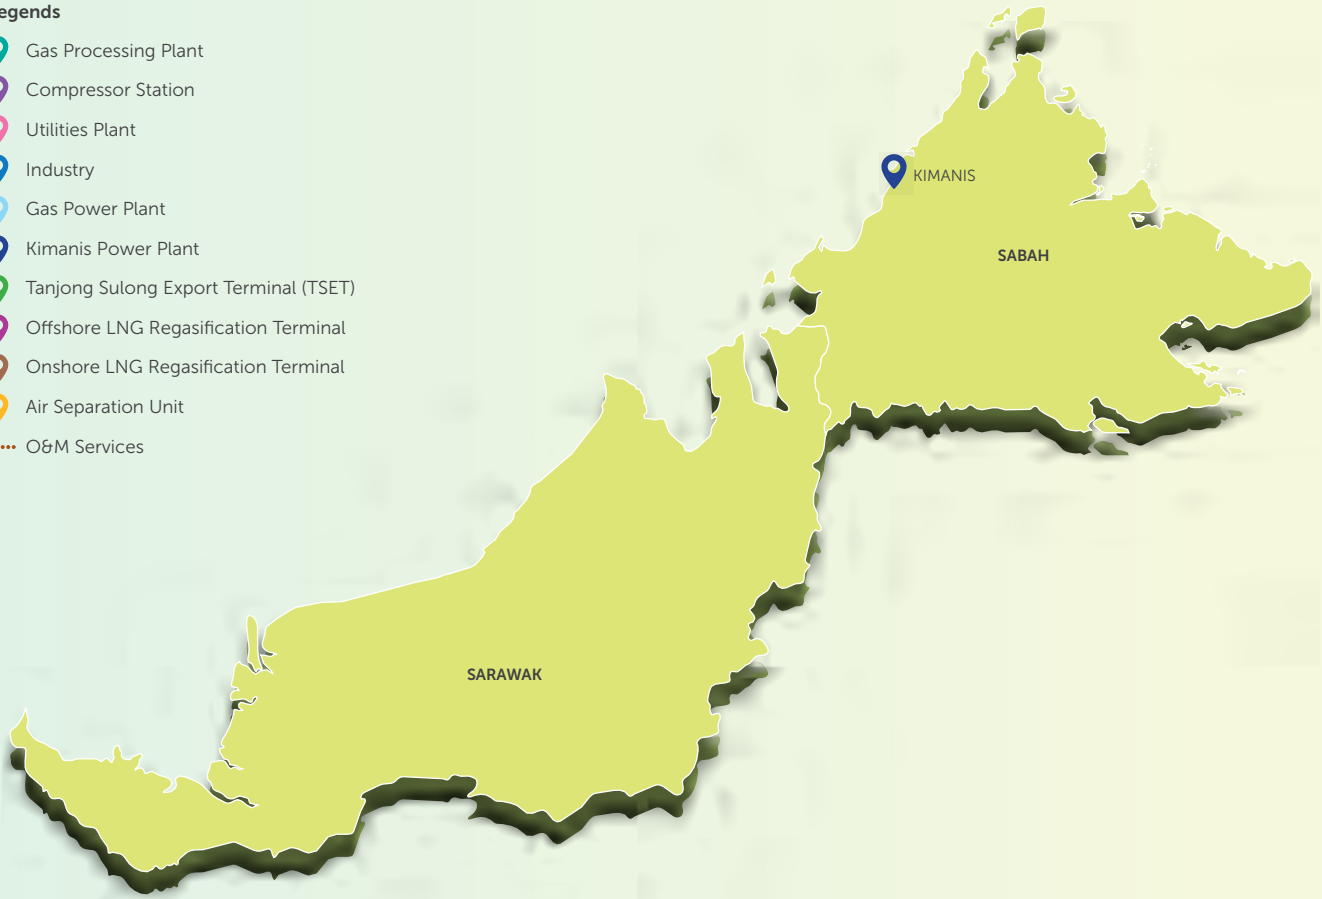 egends
Gas Processing Plant
Compressor Station
Utilities Plant
Industry
Gas Power Plant
Kimanis Power Plant
Tanjong Sulong Export Terminal (TSET)
Offshore LNG Regasification Terminal
Onshore LNG Regasification Terminal
Air Separation Unit
O&M Services
KIMANIS
SABAH
SARAWAK